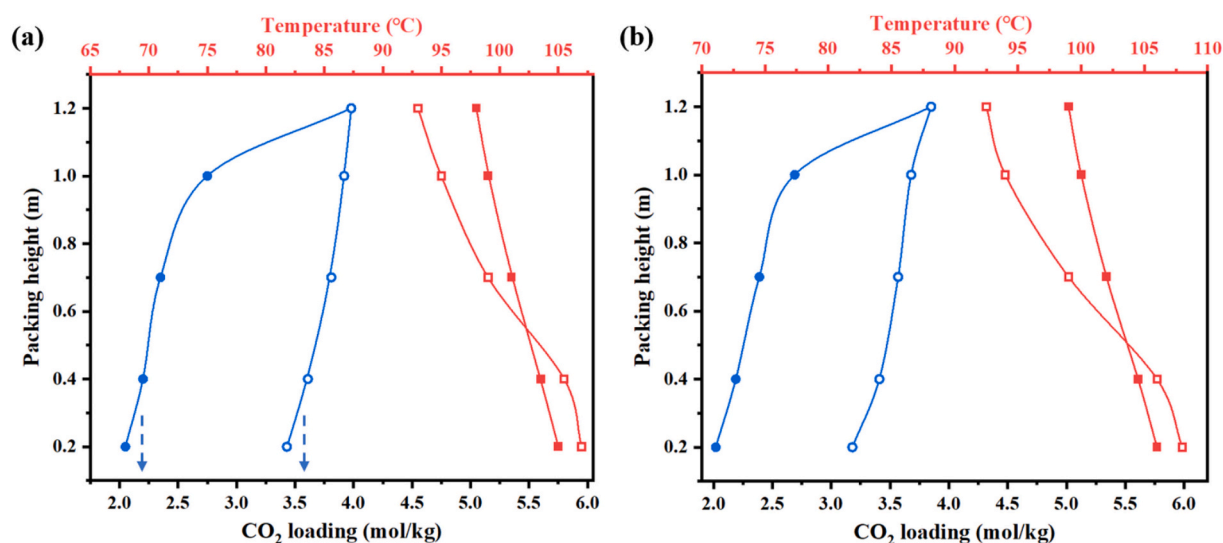 (a)
Temperature (°C)
65 70 75 80 85 90 95 100 105
Packing height (m)
1.2
1.0
0.8
0.6
0.4
0.2
2.0 2.5 3.0 3.5 4.0 4.5 5.0 5.5 6.0
CO₂ loading (mol/kg)
(b)
Temperature (°C)
70 75 80 85 90 95 100 105 110
Packing height (m)
1.2
1.0
0.8
0.6
0.4
0.2
2.0 2.5 3.0 3.5 4.0 4.5 5.0 5.5 6.0
CO₂ loading (mol/kg)